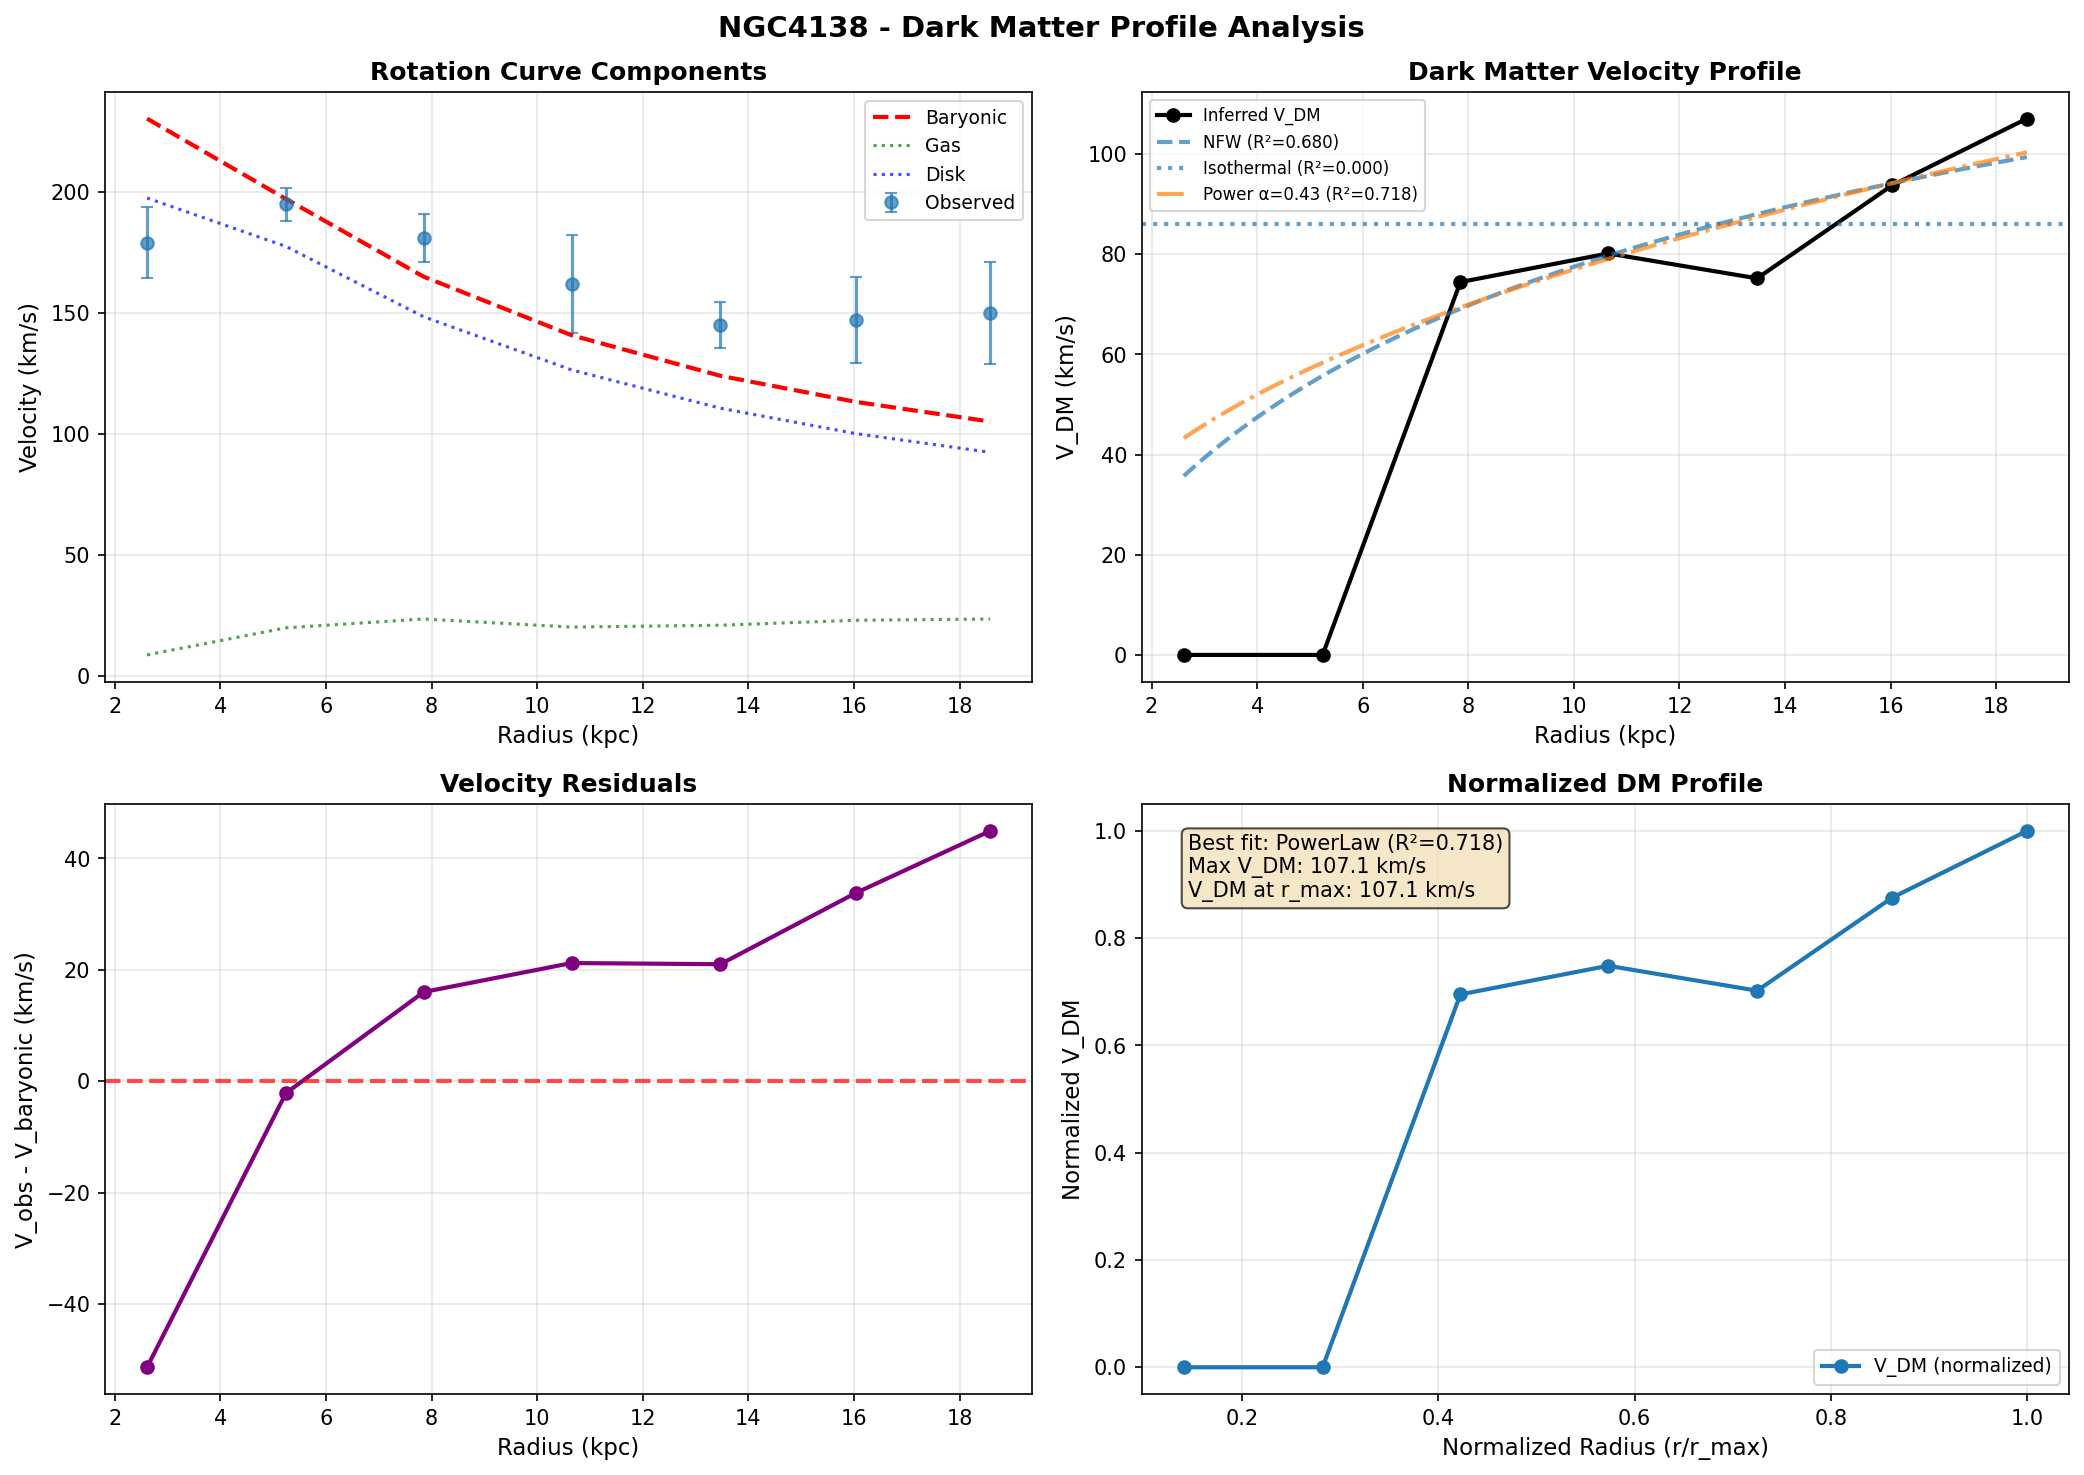 NGC4138 - Dark Matter Profile Analysis
Rotation Curve Components
Baryonic
Gas
Disk
Observed
Velocity (km/s)
200
150
100
50
0
2 4 6 8 10 12 14 16 18
Radius (kpc)
Dark Matter Velocity Profile
Inferred V_DM
NFW (R²=0.680)
Isothermal (R²=0.000)
Power α=0.43 (R²=0.718)
V_DM (km/s)
100
80
60
40
20
0
2 4 6 8 10 12 14 16 18
Radius (kpc)
Velocity Residuals
V_obs - V_baryonic (km/s)
40
20
0
−20
−40
2 4 6 8 10 12 14 16 18
Radius (kpc)
Normalized DM Profile
Best fit: PowerLaw (R²=0.718)
Max V_DM: 107.1 km/s
V_DM at r_max: 107.1 km/s
Normalized V_DM
1.0
0.8
0.6
0.4
0.2
0.0
V_DM (normalized)
0.2 0.4 0.6 0.8 1.0
Normalized Radius (r/r_max)